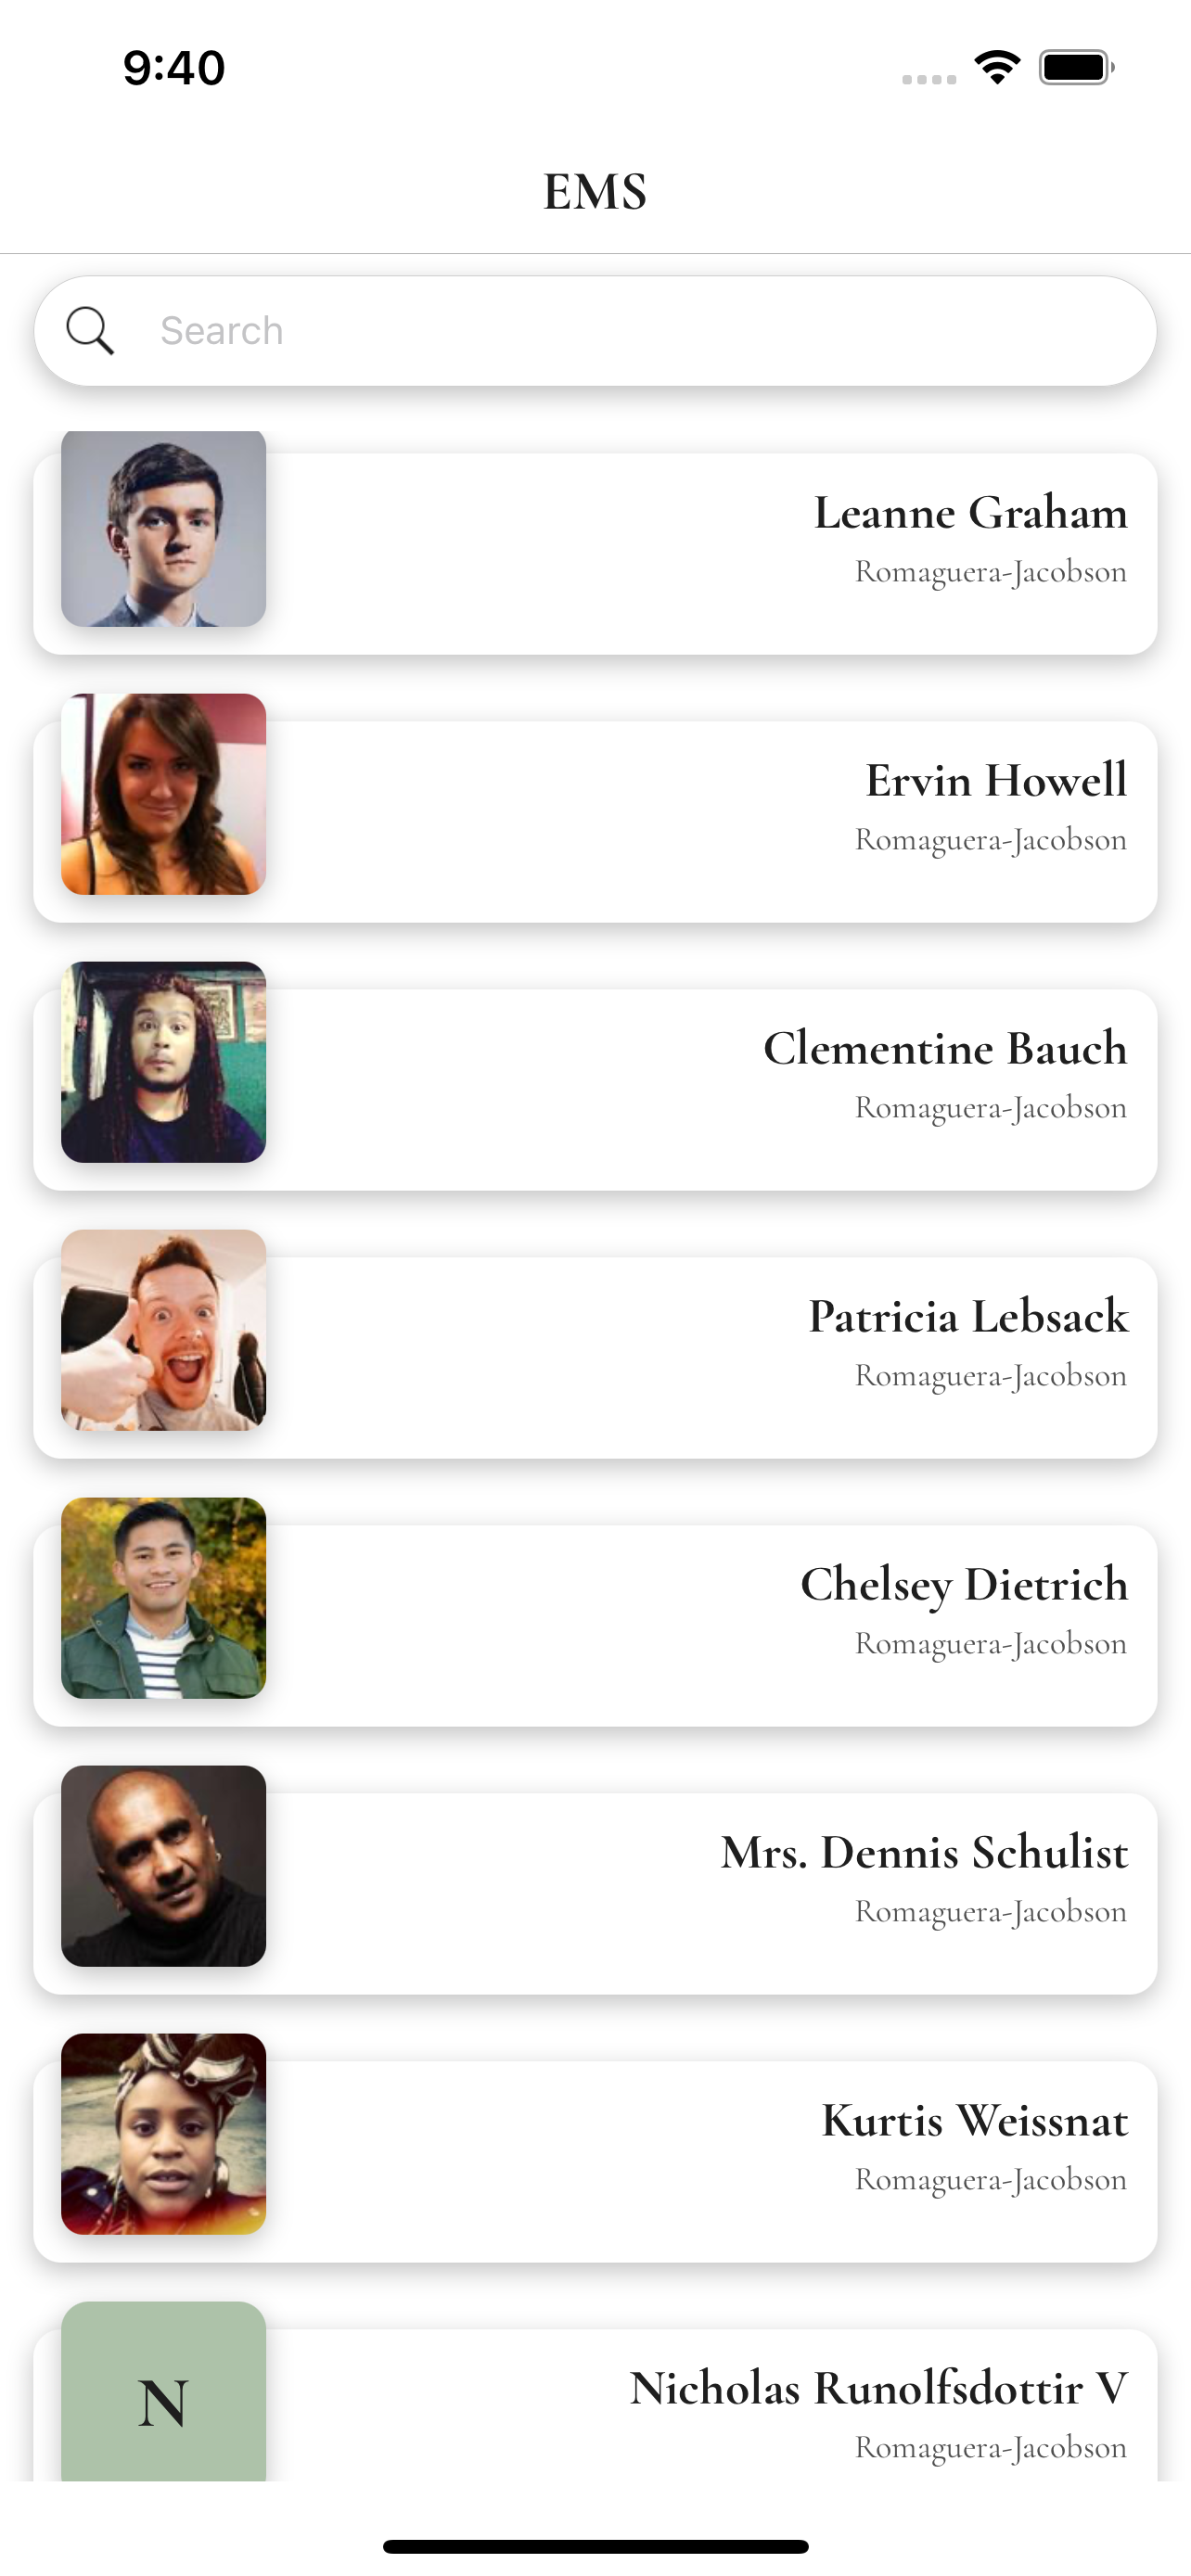 9:40
EMS
Search
Leanne Graham
Romaguera-Jacobson
Ervin Howell
Romaguera-Jacobson
Clementine Bauch
Romaguera-Jacobson
Patricia Lebsack
Romaguera-Jacobson
Chelsey Dietrich
Romaguera-Jacobson
Mrs. Dennis Schulist
Romaguera-Jacobson
Kurtis Weissnat
Romaguera-Jacobson
N
Nicholas Runolfsdottir V
Romaguera-Jacobson